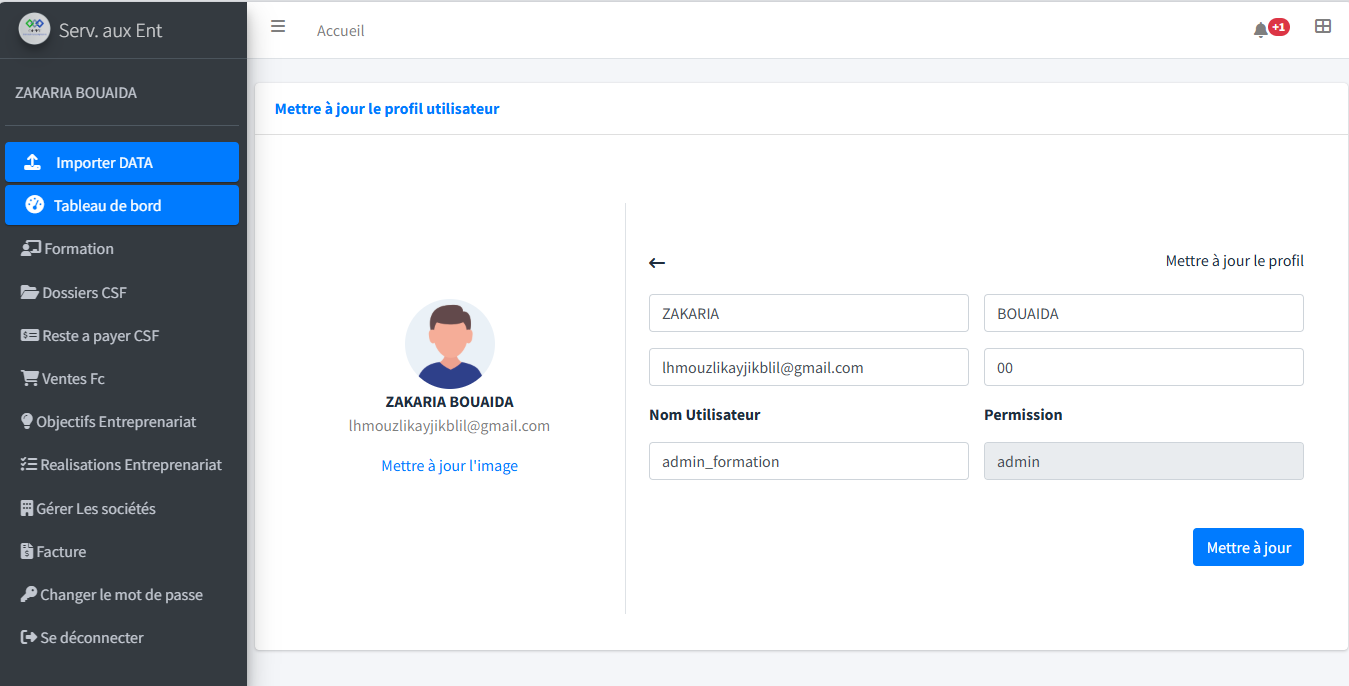 Serv. aux Ent
ZAKARIA BOUAIDA
Importer DATA
Tableau de bord
Formation
Dossiers CSF
Reste a payer CSF
Ventes Fc
Objectifs Entreprenariat
Realisations Entreprenariat
Gérer Les sociétés
Facture
Changer le mot de passe
Se déconnecter
Accueil
+1
Mettre à jour le profil utilisateur
ZAKARIA BOUAIDA
lhmouzlikayjikblil@gmail.com
Mettre à jour l'image
Mettre à jour le profil
ZAKARIA
BOUAIDA
lhmouzlikayjikblil@gmail.com
00
Nom Utilisateur
Permission
admin_formation
admin
Mettre à jour